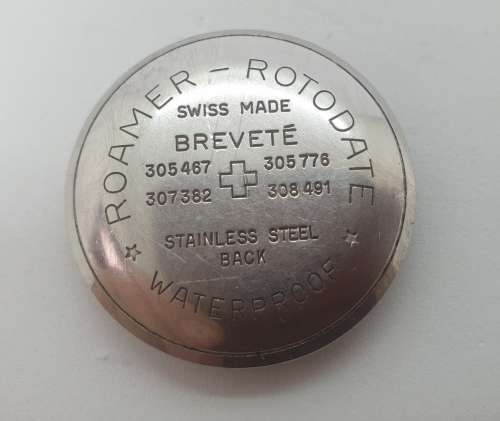 ROAMER - ROTODATE
SWISS MADE
BREVETÉ
305467 305776
307382 308491
STAINLESS STEEL
BACK
WATERPROOF